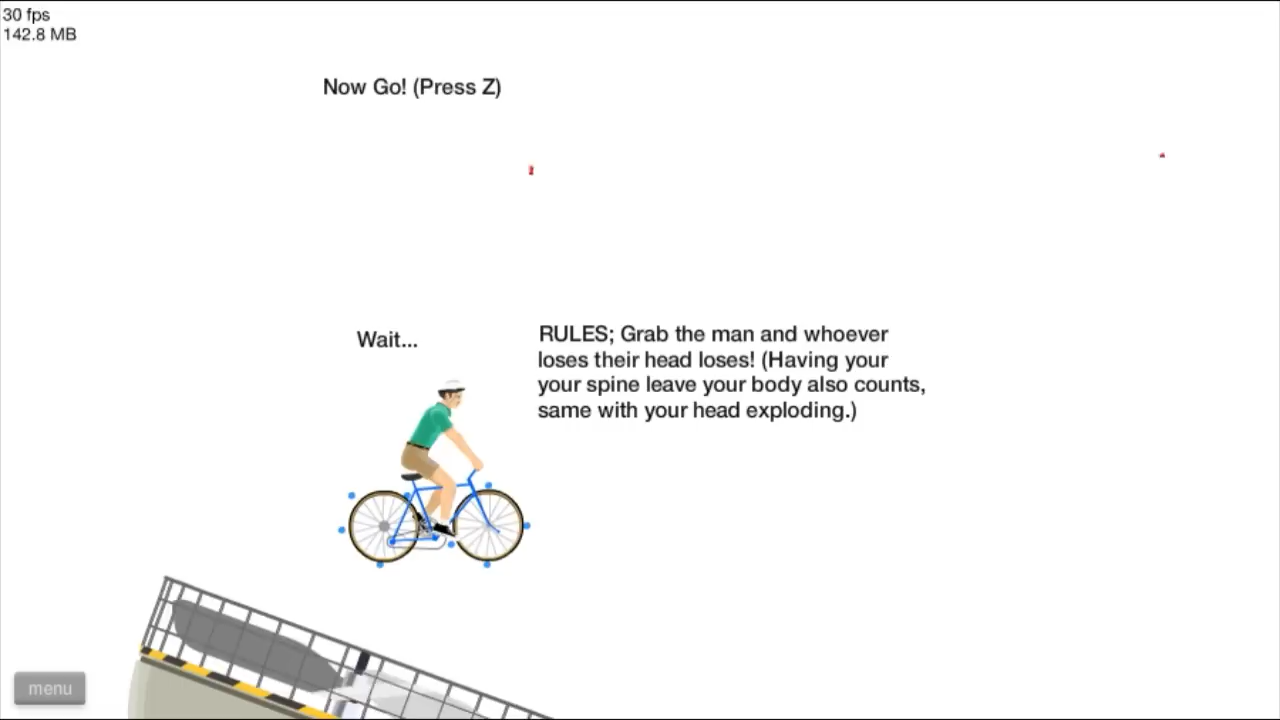 30 fps
142.8 MB
Now Go! (Press Z)
Wait...
RULES; Grab the man and whoever
loses their head loses! (Having your
your spine leave your body also counts,
same with your head exploding.)
menu